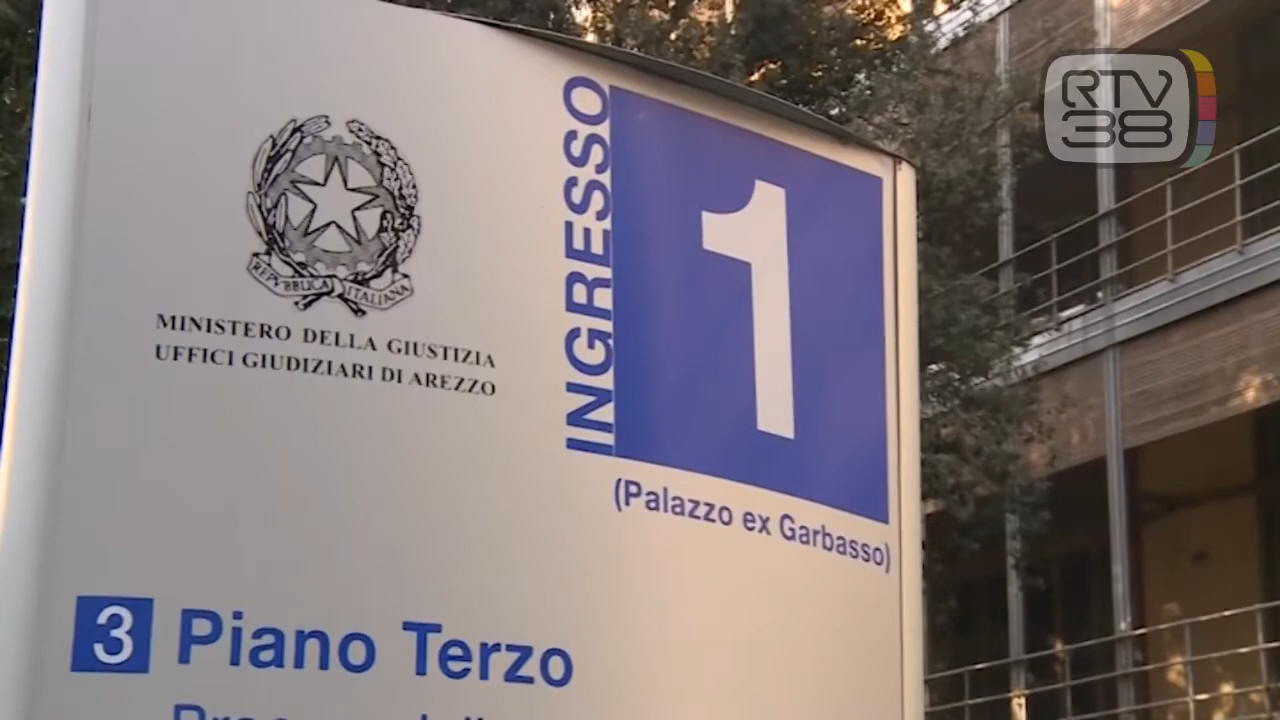 RTV
38
REPVBBLICA ITALIANA
MINISTERO DELLA GIUSTIZIA
UFFICI GIUDIZIARI DI AREZZO
INGRESSO
1
(Palazzo ex Garbasso)
3 Piano Terzo